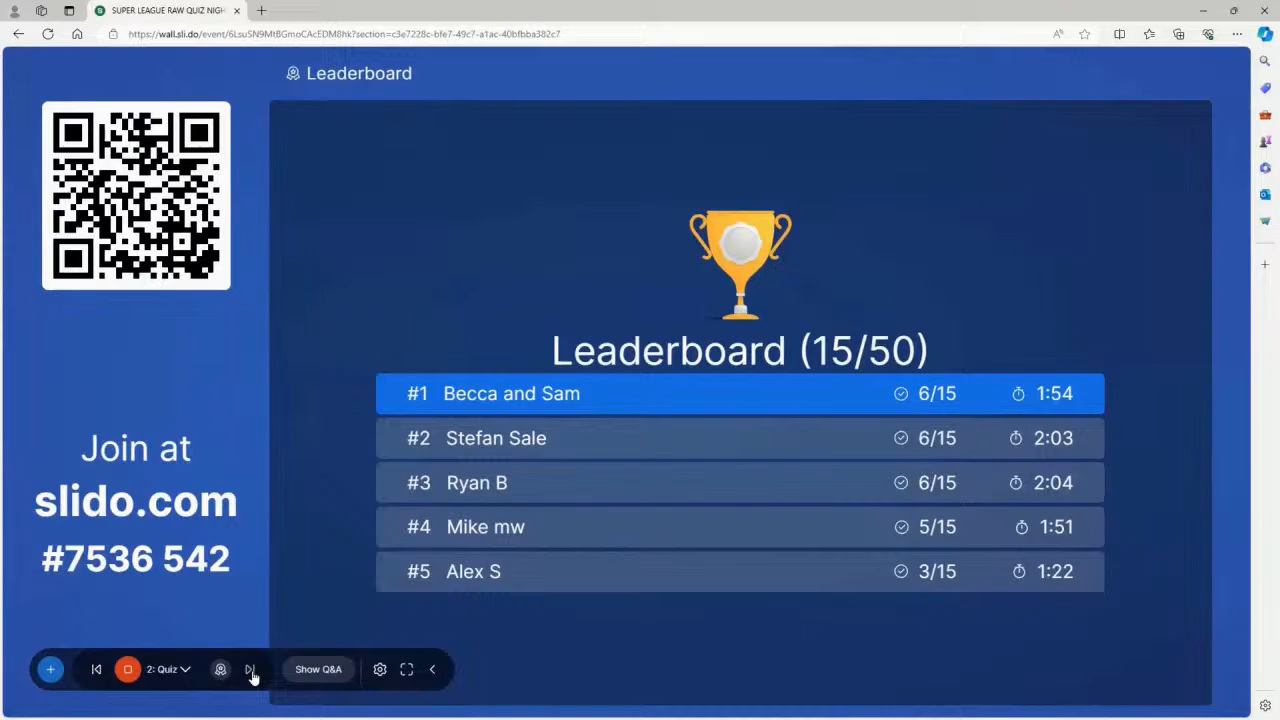 SUPER LEAGUE RAW QUIZ NIGH
https://wall.sli.do/event/6LsuSN9MtBGmoCAcEDM8hk?section=c3e7228c-bfe7-49c7-a1ac-40bfbba382c7
Leaderboard
Leaderboard (15/50)
#1 Becca and Sam 6/15 1:54
#2 Stefan Sale 6/15 2:03
#3 Ryan B 6/15 2:04
#4 Mike mw 5/15 1:51
#5 Alex S 3/15 1:22
Join at
slido.com
#7536 542
2: Quiz
Show Q&A